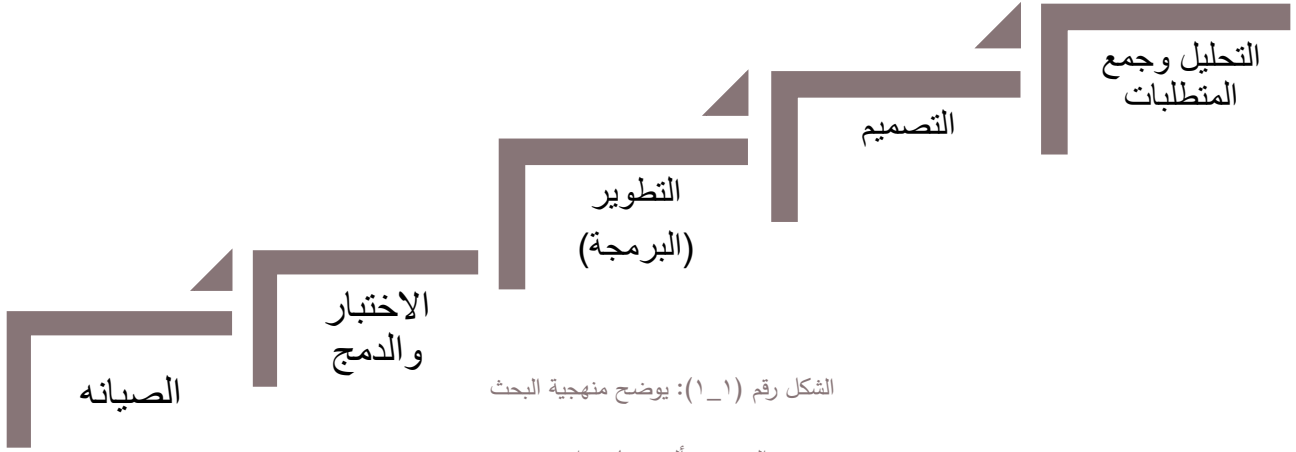 التحليل وجمع
المتطلبات
التصميم
التطوير
(البرمجة)
الاختبار
والدمج
الصيانه
الشكل رقم (١_١): يوضح منهجية البحث